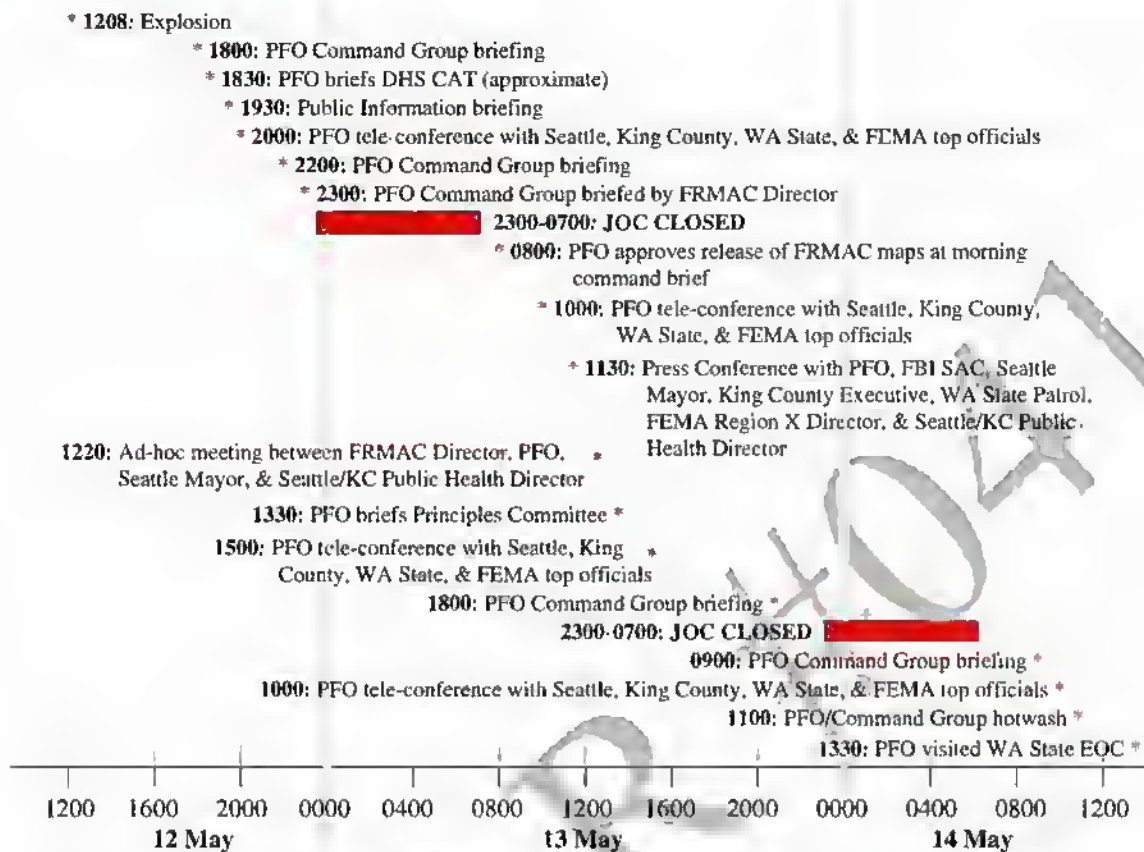 * 1208: Explosion
* 1800: PFO Command Group briefing
* 1830: PFO briefs DHS CAT (approximate)
* 1930: Public Information briefing
* 2000: PFO tele-conference with Seattle, King County, WA State, & FEMA top officials
* 2200: PFO Command Group briefing
* 2300: PFO Command Group briefed by FRMAC Director
2300-0700: JOC CLOSED
* 0800: PFO approves release of FRMAC maps at morning
command brief
* 1000: PFO tele-conference with Seattle, King County,
WA State, & FEMA top officials
* 1130: Press Conference with PFO, FBI SAC, Seattle
Mayor, King County Executive, WA State Patrol,
FEMA Region X Director, & Seattle/KC Public
Health Director
1220: Ad-hoc meeting between FRMAC Director, PFO, *
Seattle Mayor, & Seattle/KC Public Health Director
1330: PFO briefs Principles Committee *
1500: PFO tele-conference with Seattle, King *
County, WA State, & FEMA top officials
1800: PFO Command Group briefing *
2300-0700: JOC CLOSED
0900: PFO Command Group briefing *
1000: PFO tele-conference with Seattle, King County, WA State, & FEMA top officials *
1100: PFO/Command Group hotwash *
1330: PFO visited WA State EOC *
1200 1600 2000 0000 0400 0800 1200 1600 2000 0000 0400 0800 1200
12 May 13 May 14 May